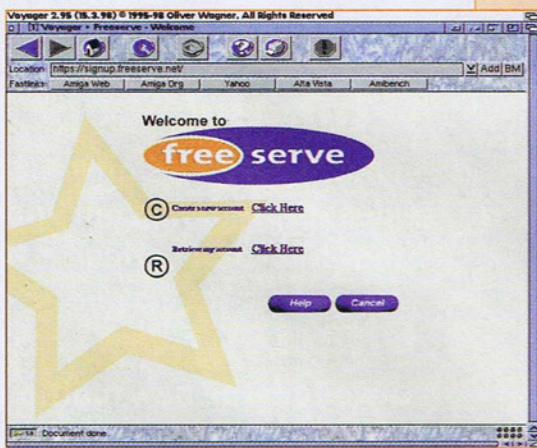 Voyager 2.95 (15.3.98) © 1995-98 Oliver Wagner, All Rights Reserved
[1] Voyager - Freeserve - Welcome
Location: https://signup.freeserve.net/ Add BM
Fastlinks: Amiga Web Amiga Org Yahoo Alta Vista Amibench
Welcome to
free serve
C Create new account Click Here
Retrieve my account Click Here
R
Help Cancel
Document done.